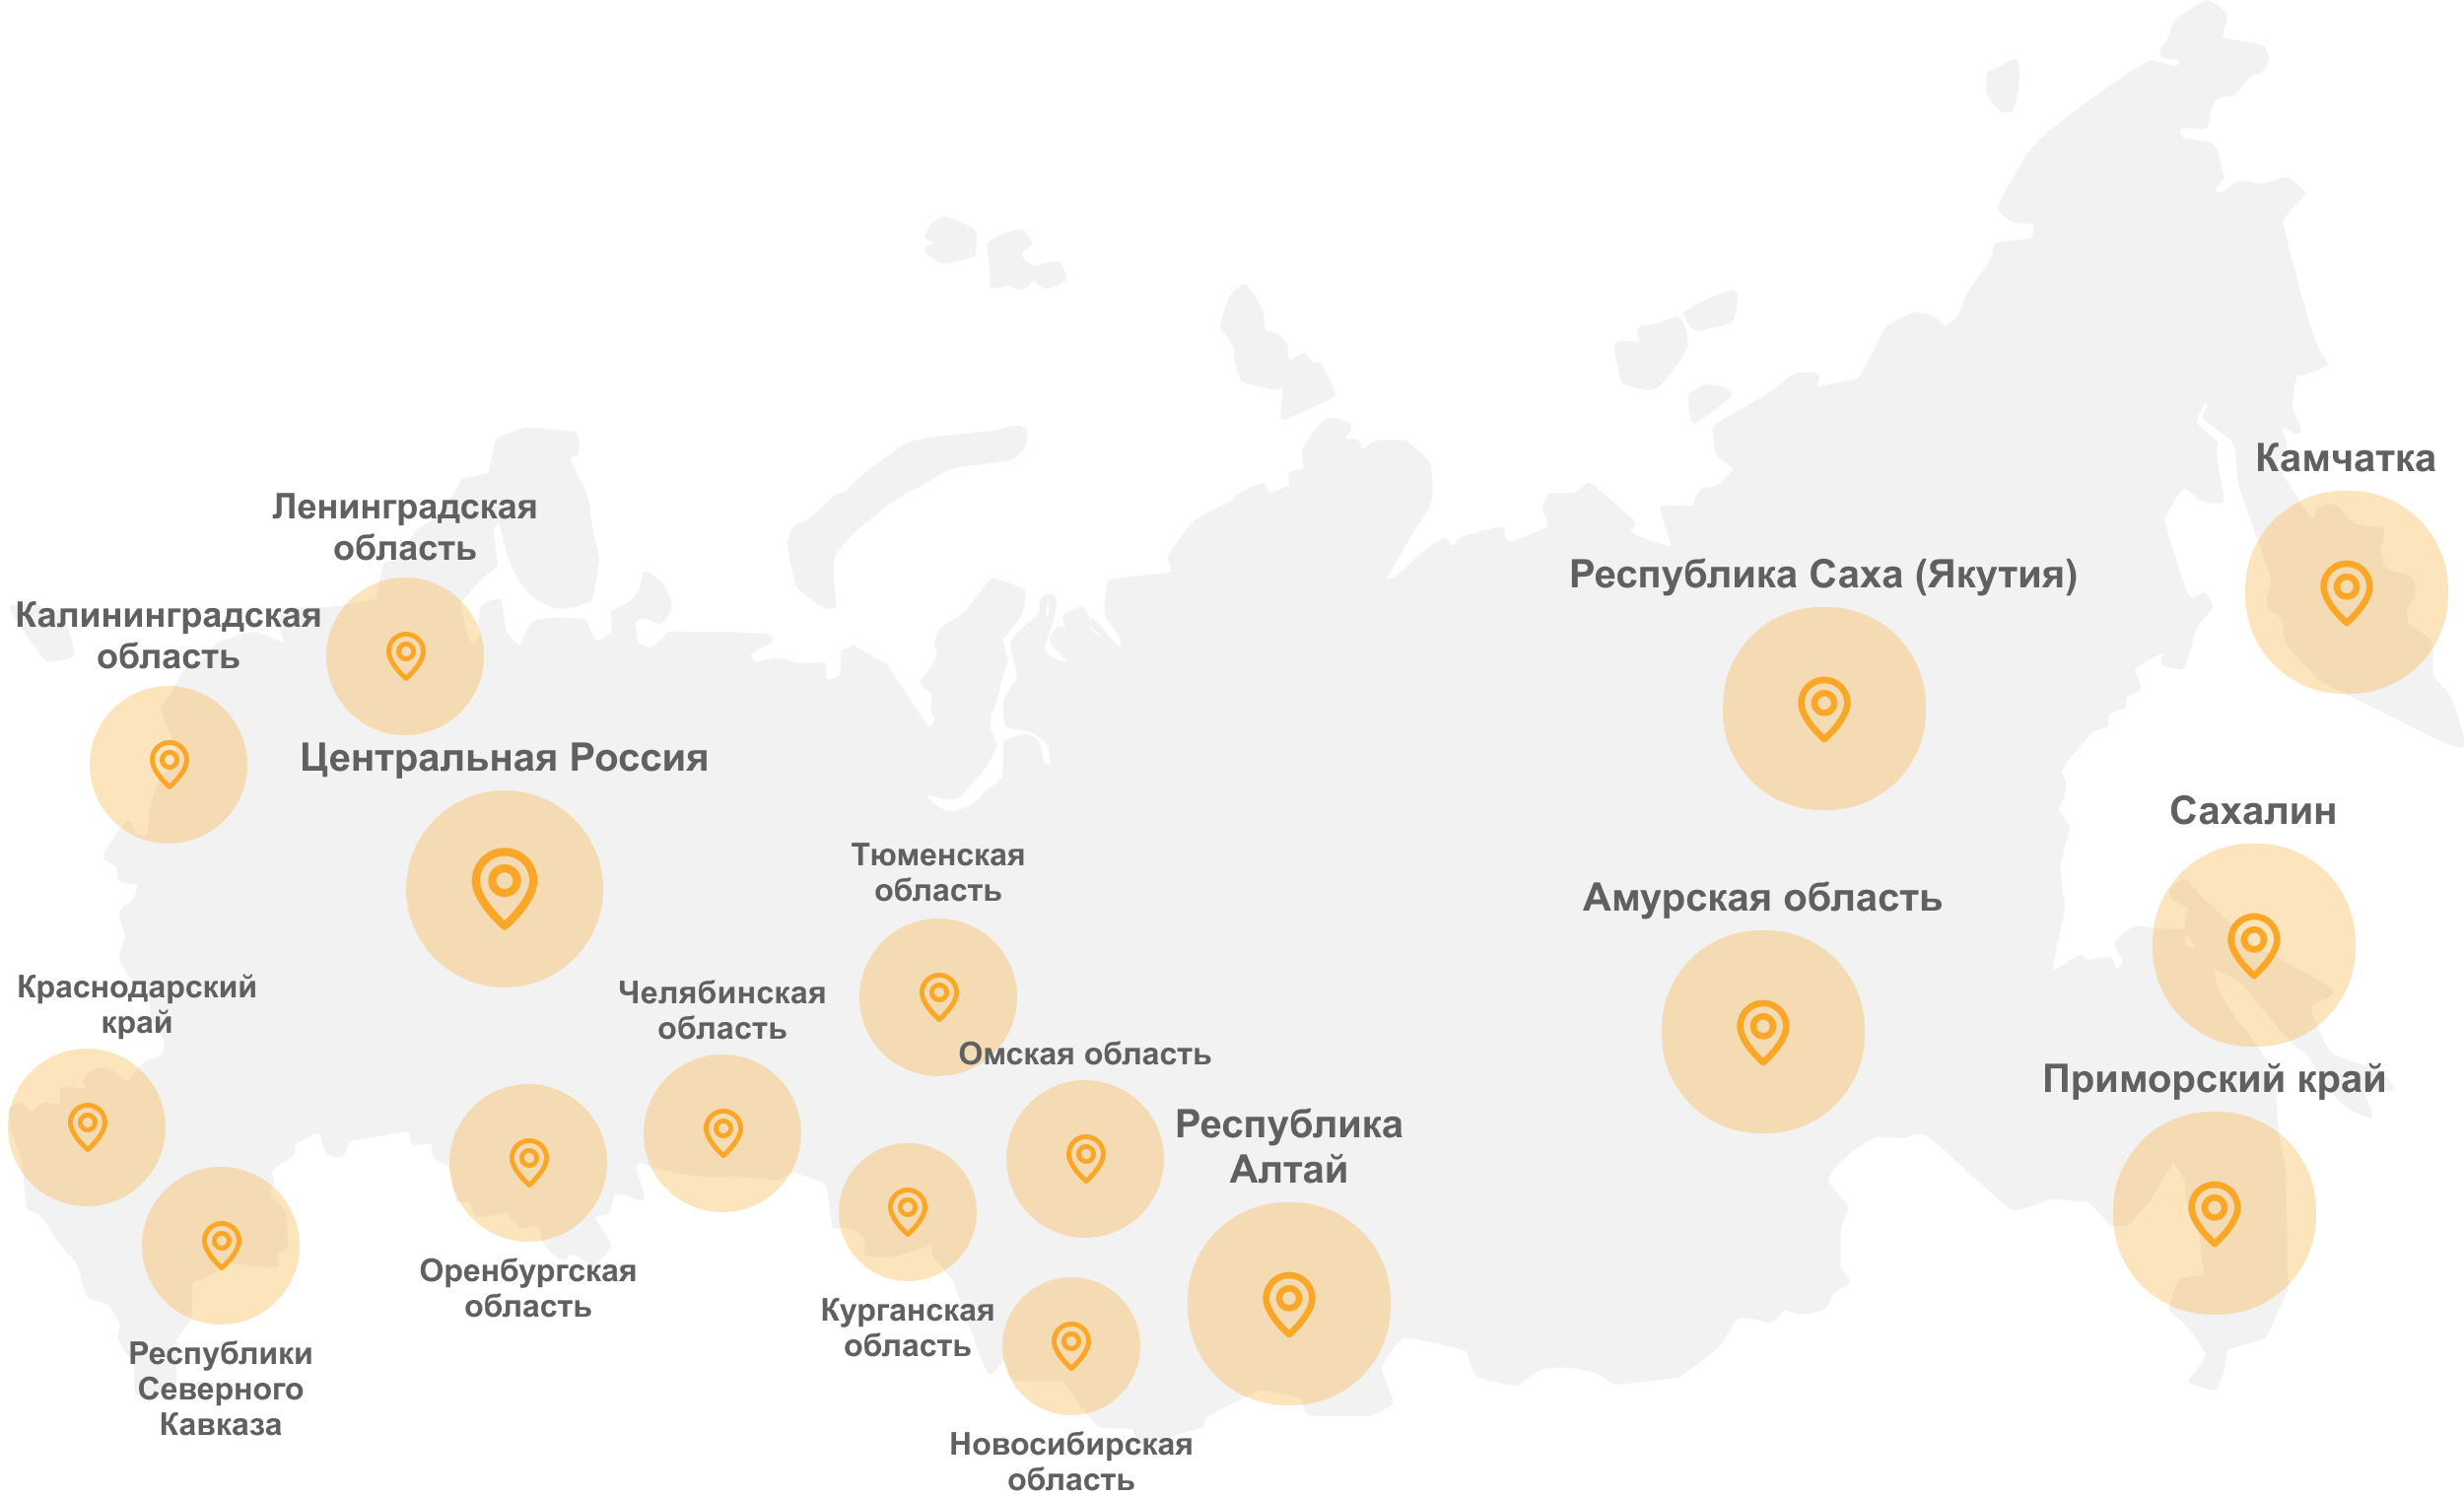 Камчатка
Ленинградская
область
Республика Саха (Якутия)
Калининградская
область
Центральная Россия
Сахалин
Тюменская
область
Амурская область
Краснодарский
край
Челябинская
область
Омская область
Приморский край
Республика
Алтай
Оренбургская
область
Курганская
область
Республики
Северного
Кавказа
Новосибирская
область